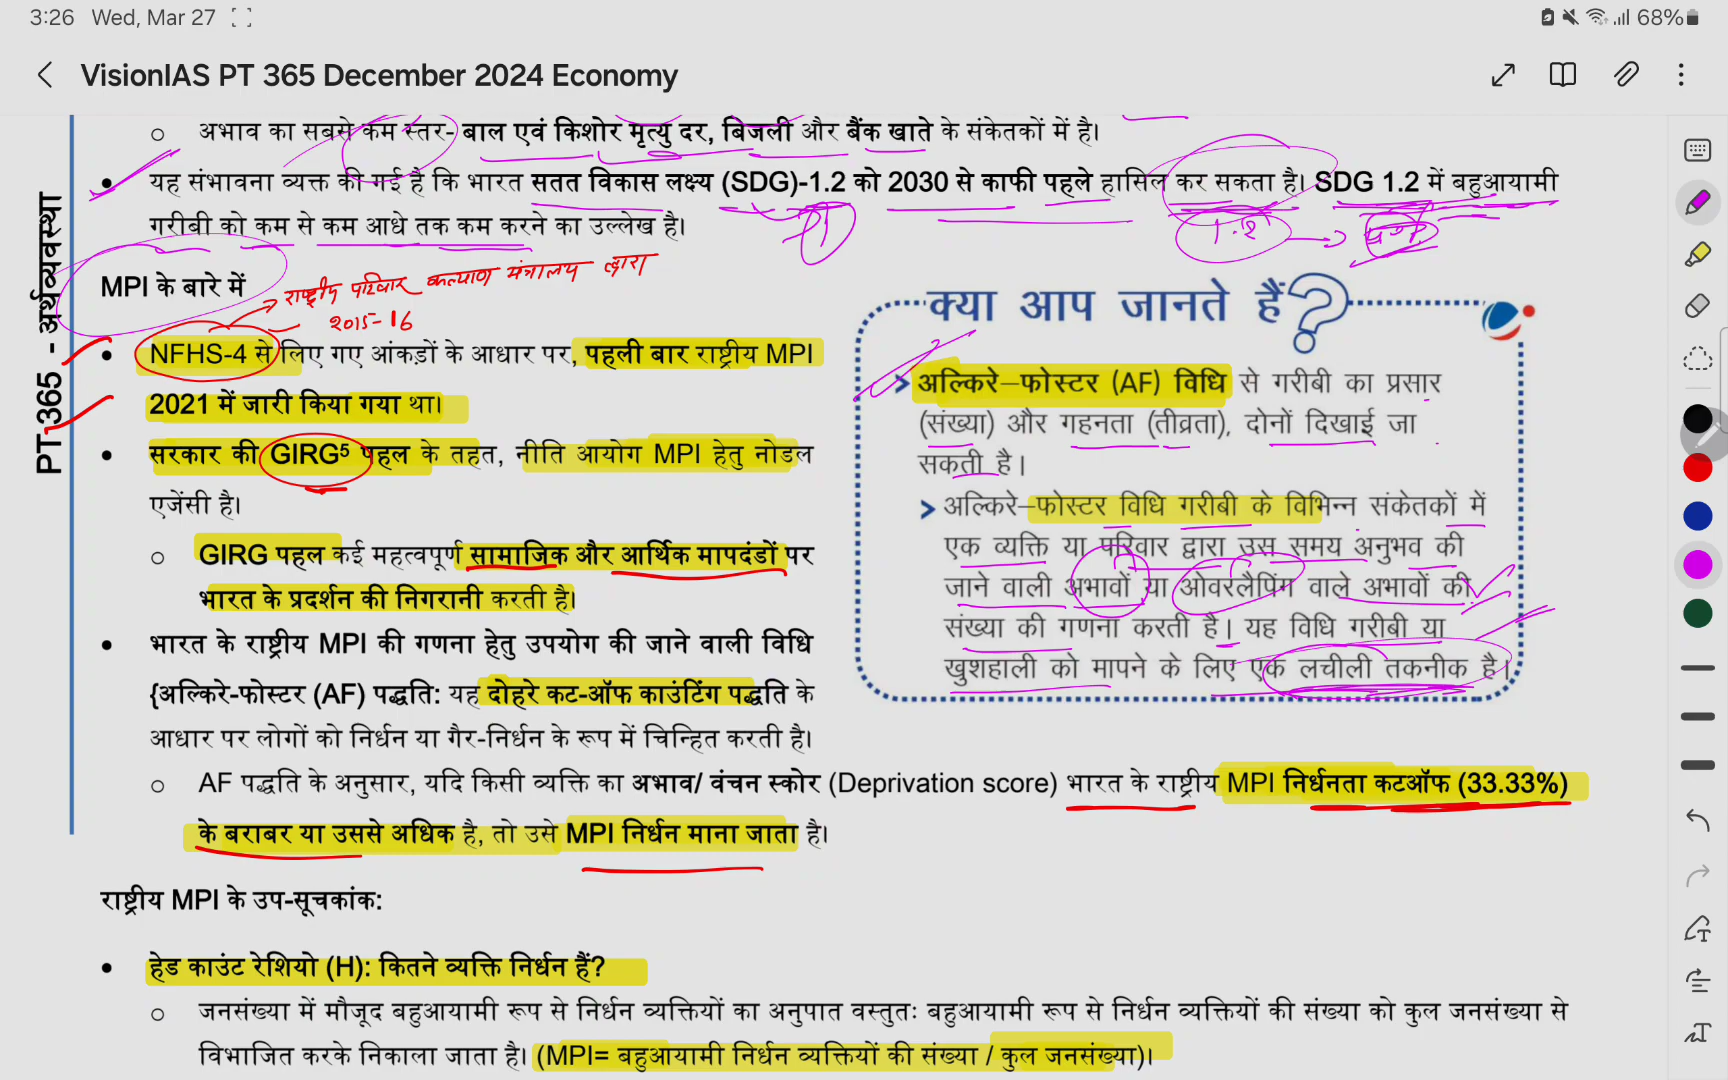 3:26 Wed, Mar 27
68%
VisionIAS PT 365 December 2024 Economy
अभाव का सबसे कम स्तर- बाल एवं किशोर मृत्यु दर, बिजली और बैंक खाते के संकेतकों में है।
यह संभावना व्यक्त की गई है कि भारत सतत विकास लक्ष्य (SDG)-1.2 को 2030 से काफी पहले हासिल कर सकता है। SDG 1.2 में बहुआयामी
गरीबी को कम से कम आधे तक कम करने का उल्लेख है।
1.2
MPI के बारे में
राष्ट्रीय परिवार कल्याण मंत्रालय द्वारा
2015-16
NFHS-4 से लिए गए आंकड़ों के आधार पर, पहली बार राष्ट्रीय MPI
2021 में जारी किया गया था।
सरकार की GIRG⁵ पहल के तहत, नीति आयोग MPI हेतु नोडल
एजेंसी है।
GIRG पहल कई महत्वपूर्ण सामाजिक और आर्थिक मापदंडों पर
भारत के प्रदर्शन की निगरानी करती है।
भारत के राष्ट्रीय MPI की गणना हेतु उपयोग की जाने वाली विधि
{अल्किरे-फोस्टर (AF) पद्धति: यह दोहरे कट-ऑफ काउंटिंग पद्धति के
आधार पर लोगों को निर्धन या गैर-निर्धन के रूप में चिन्हित करती है।
क्या आप जानते हैं?
अल्किरे–फोस्टर (AF) विधि से गरीबी का प्रसार
(संख्या) और गहनता (तीव्रता), दोनों दिखाई जा
सकती है।
अल्किरे–फोस्टर विधि गरीबी के विभिन्न संकेतकों में
एक व्यक्ति या परिवार द्वारा उस समय अनुभव की
जाने वाली अभावों या ओवरलैपिंग वाले अभावों की
संख्या की गणना करती है। यह विधि गरीबी या
खुशहाली को मापने के लिए एक लचीली तकनीक है।
AF पद्धति के अनुसार, यदि किसी व्यक्ति का अभाव/ वंचन स्कोर (Deprivation score) भारत के राष्ट्रीय MPI निर्धनता कटऑफ (33.33%)
के बराबर या उससे अधिक है, तो उसे MPI निर्धन माना जाता है।
राष्ट्रीय MPI के उप-सूचकांक:
हेड काउंट रेशियो (H): कितने व्यक्ति निर्धन हैं?
जनसंख्या में मौजूद बहुआयामी रूप से निर्धन व्यक्तियों का अनुपात वस्तुतः बहुआयामी रूप से निर्धन व्यक्तियों की संख्या को कुल जनसंख्या से
विभाजित करके निकाला जाता है। (MPI= बहुआयामी निर्धन व्यक्तियों की संख्या / कुल जनसंख्या)।
PT 365 - अर्थव्यवस्था